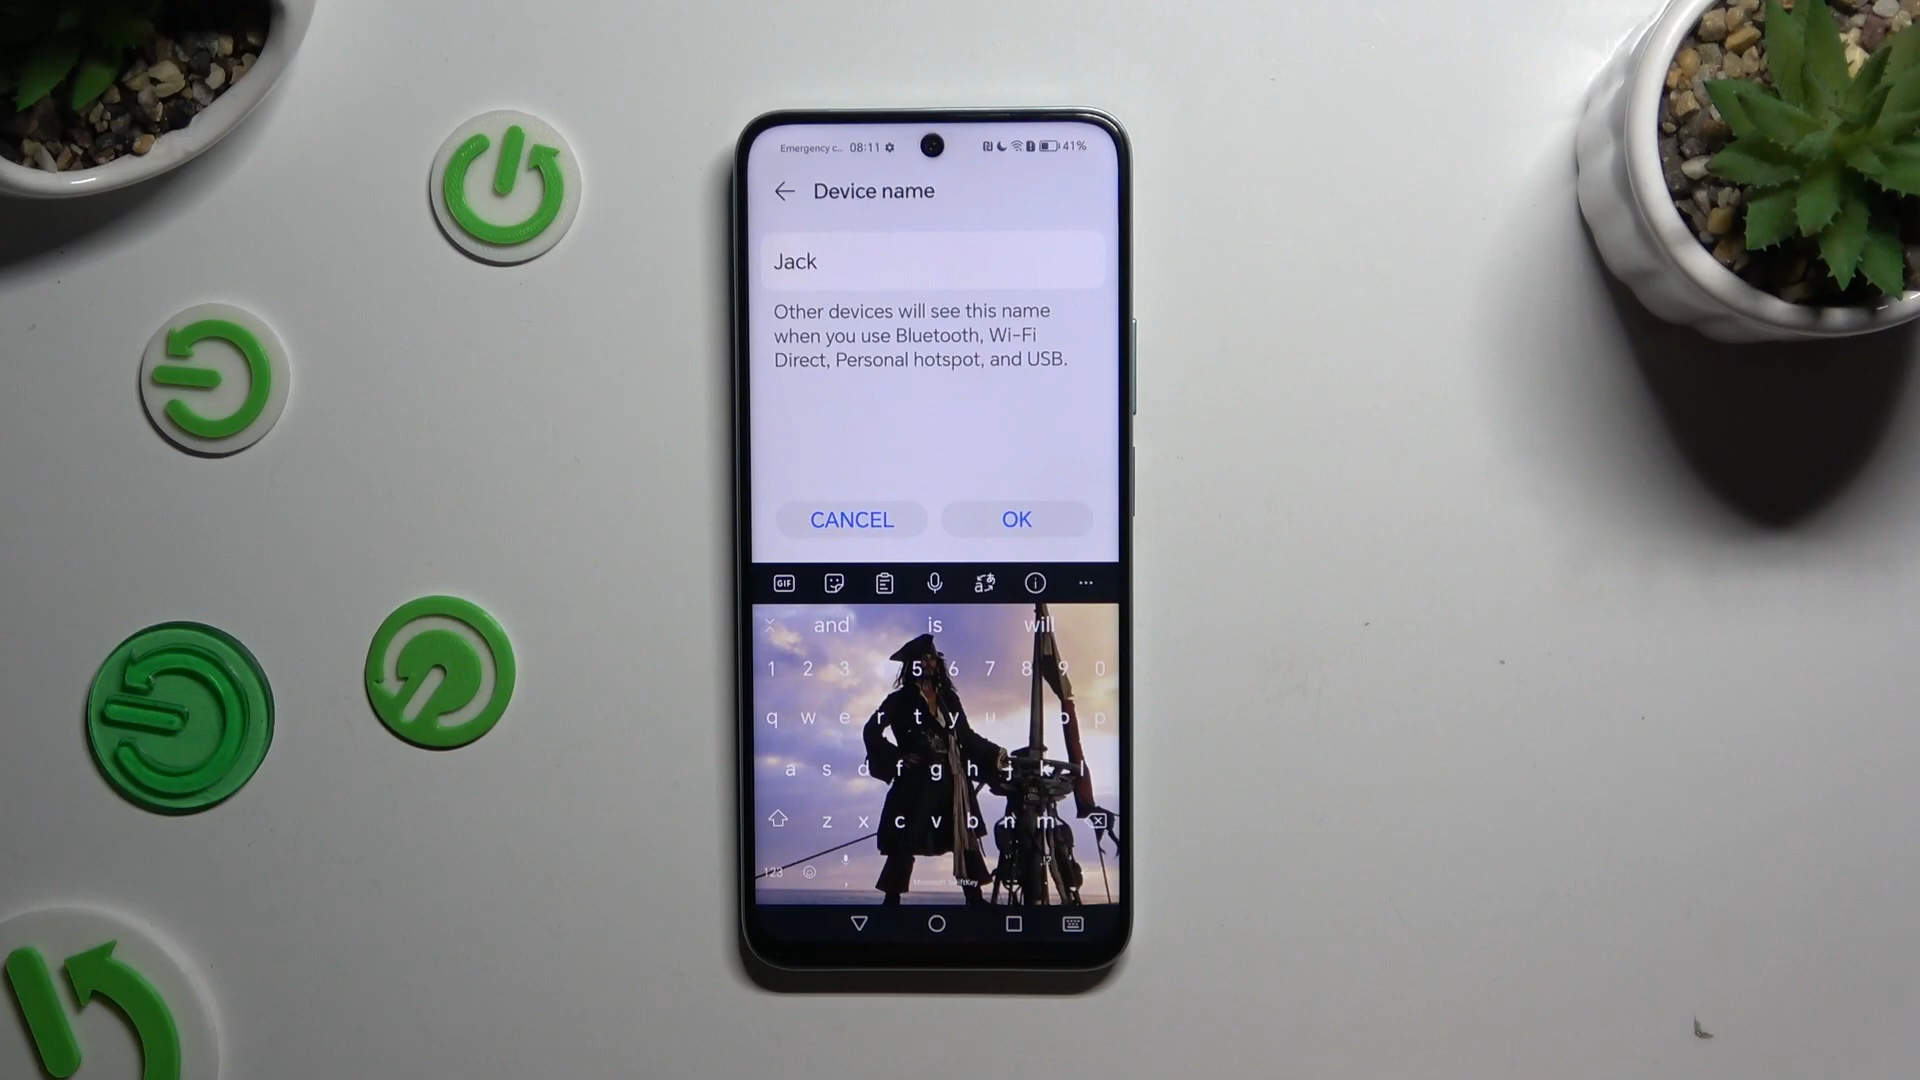 Emergency c... 08:11 41%
Device name
Jack
Other devices will see this name
when you use Bluetooth, Wi-Fi
Direct, Personal hotspot, and USB.
CANCEL OK
GIF
and is will
1 2 3 5 6 7 8 9 0
q w e r t y u o p
a s d f g h j k l
z x c v b n m
123 , Microsoft SwiftKey . !?